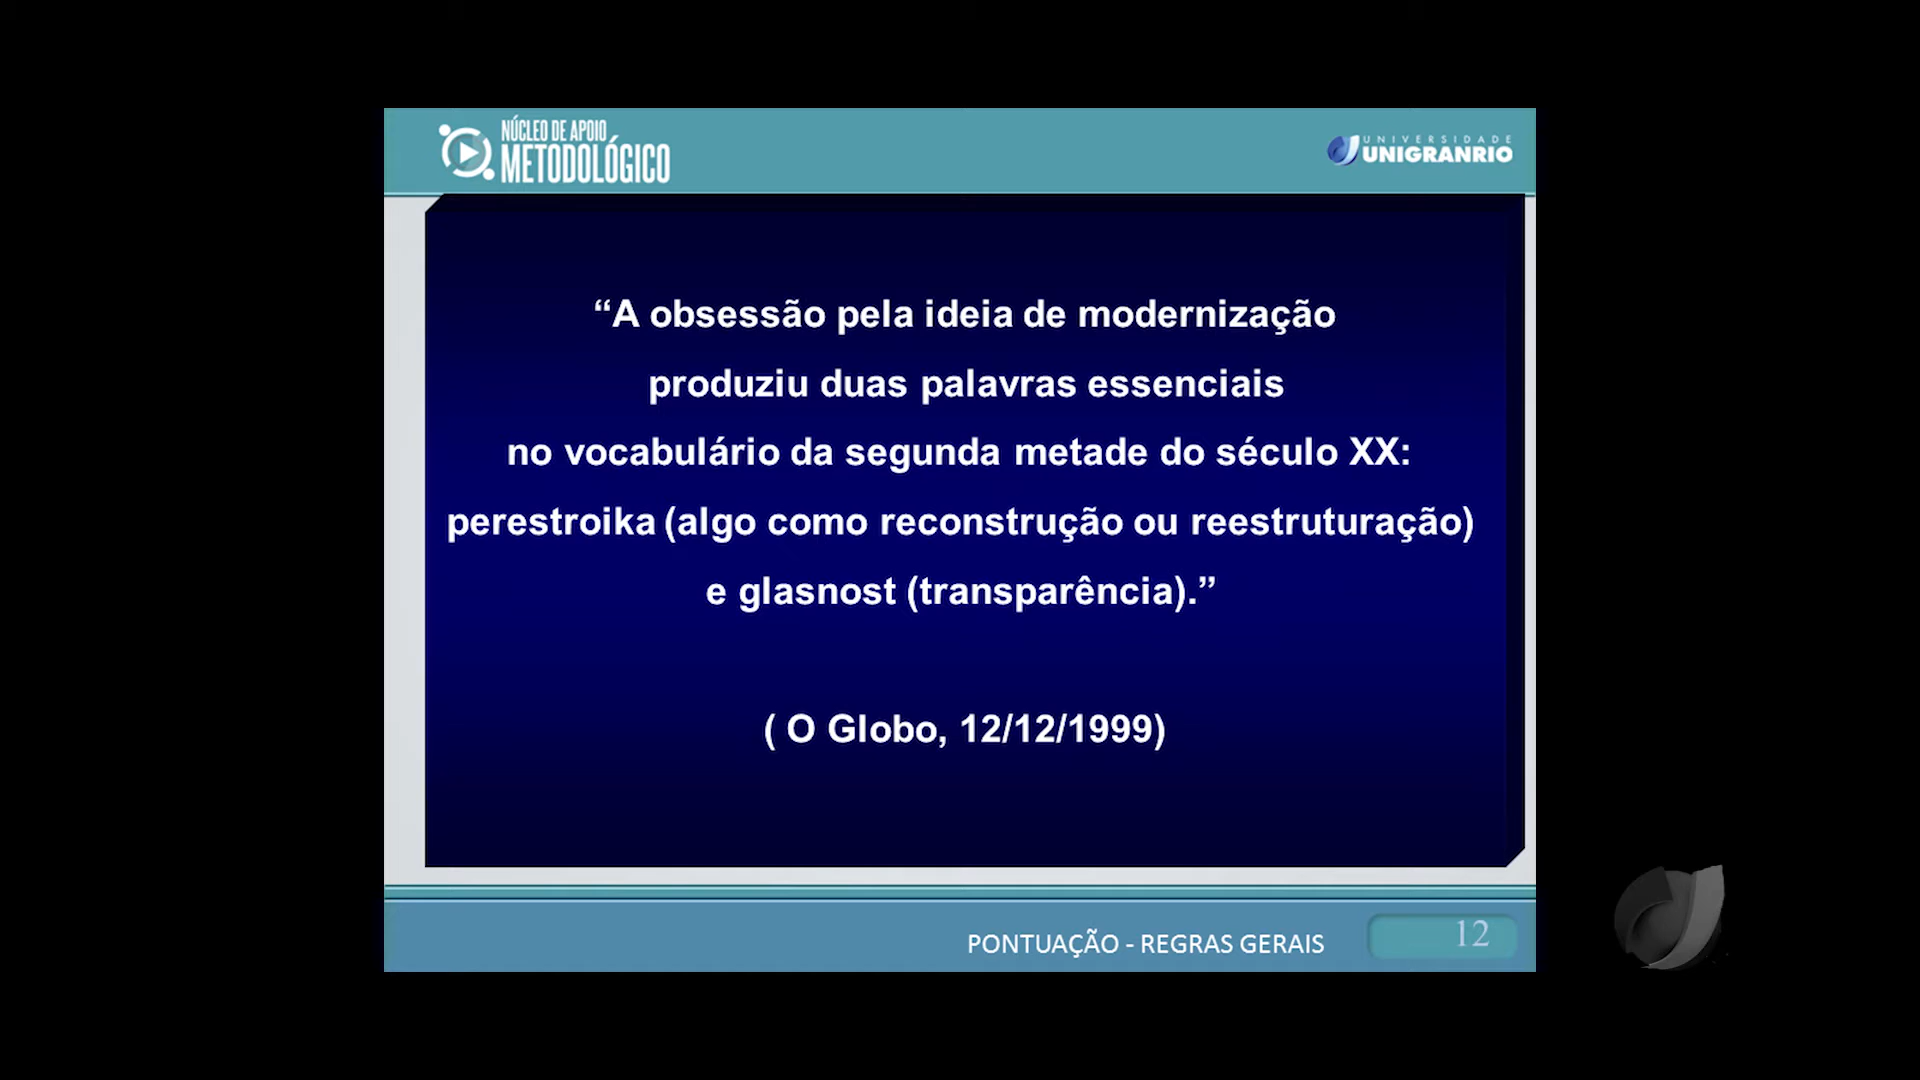 NÚCLEO DE APOIO
METODOLÓGICO
UNIVERSIDADE
UNIGRANRIO
“A obsessão pela ideia de modernização
produziu duas palavras essenciais
no vocabulário da segunda metade do século XX:
perestroika (algo como reconstrução ou reestruturação)
e glasnost (transparência).”
( O Globo, 12/12/1999)
PONTUAÇÃO - REGRAS GERAIS
12